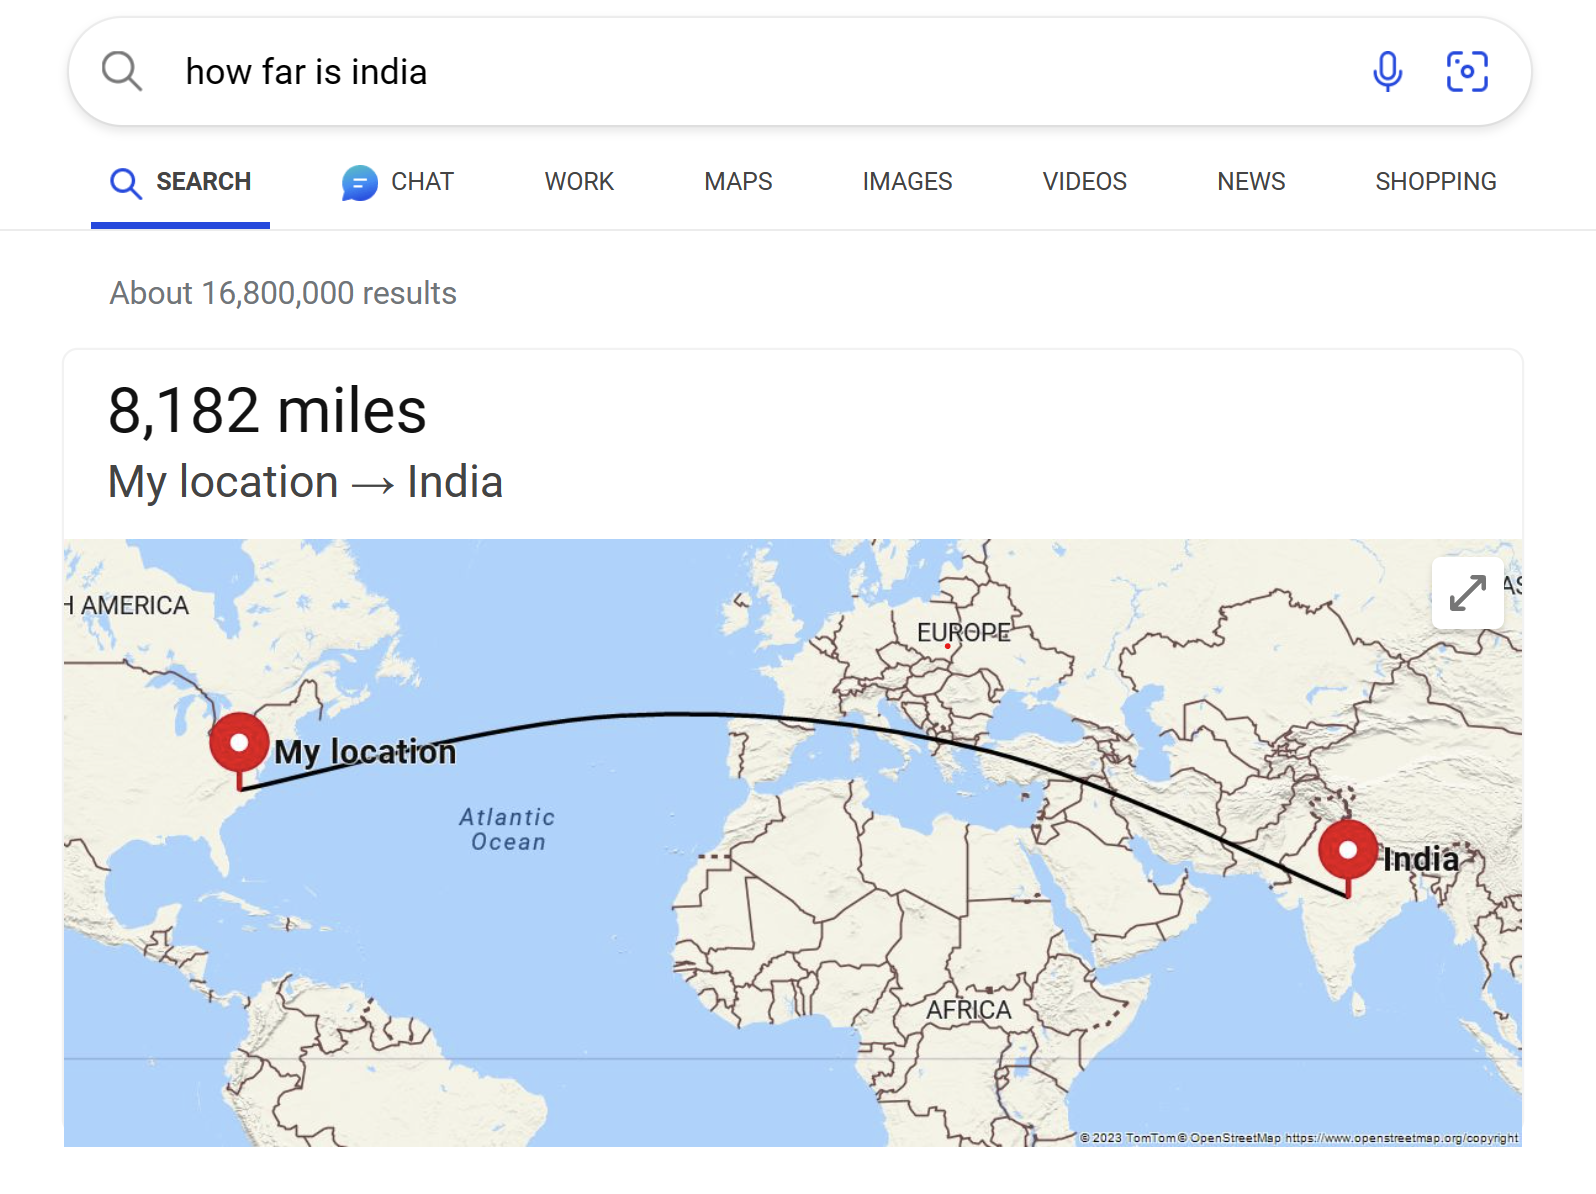 how far is india
SEARCH
CHAT
WORK
MAPS
IMAGES
VIDEOS
NEWS
SHOPPING
About 16,800,000 results
8,182 miles
My location → India
H AMERICA
EUROPE
AS
My location
Atlantic
Ocean
India
AFRICA
© 2023 TomTom © OpenStreetMap https://www.openstreetmap.org/copyright